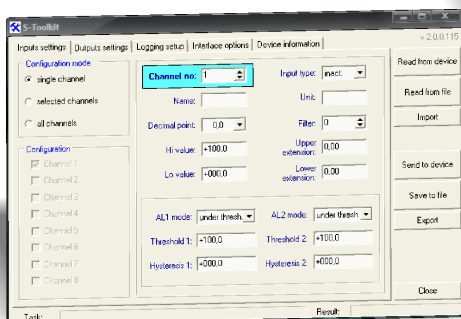 S-Toolkit
v 2.0.0.115
Inputs settings Outputs settings Logging setup Interface options Device information
Configuration mode
single channel
selected channels
all channels
Configuration
Channel 1
Channel 2
Channel 3
Channel 4
Channel 5
Channel 6
Channel 7
Channel 8
Channel no: 1 Input type: inact.
Name: Unit:
Decimal point: 0,0 Filter: 0
Hi value: +100,0 Upper extension: 0,00
Lo value: +000,0 Lower extension: 0,00
AL1 mode: under thresh. AL2 mode: under thresh.
Threshold 1: +100,0 Threshold 2: +100,0
Hysteresis 1: +000,0 Hysteresis 2: +000,0
Read from device
Read from file
Import
Send to device
Save to file
Export
Close
Task: Result: